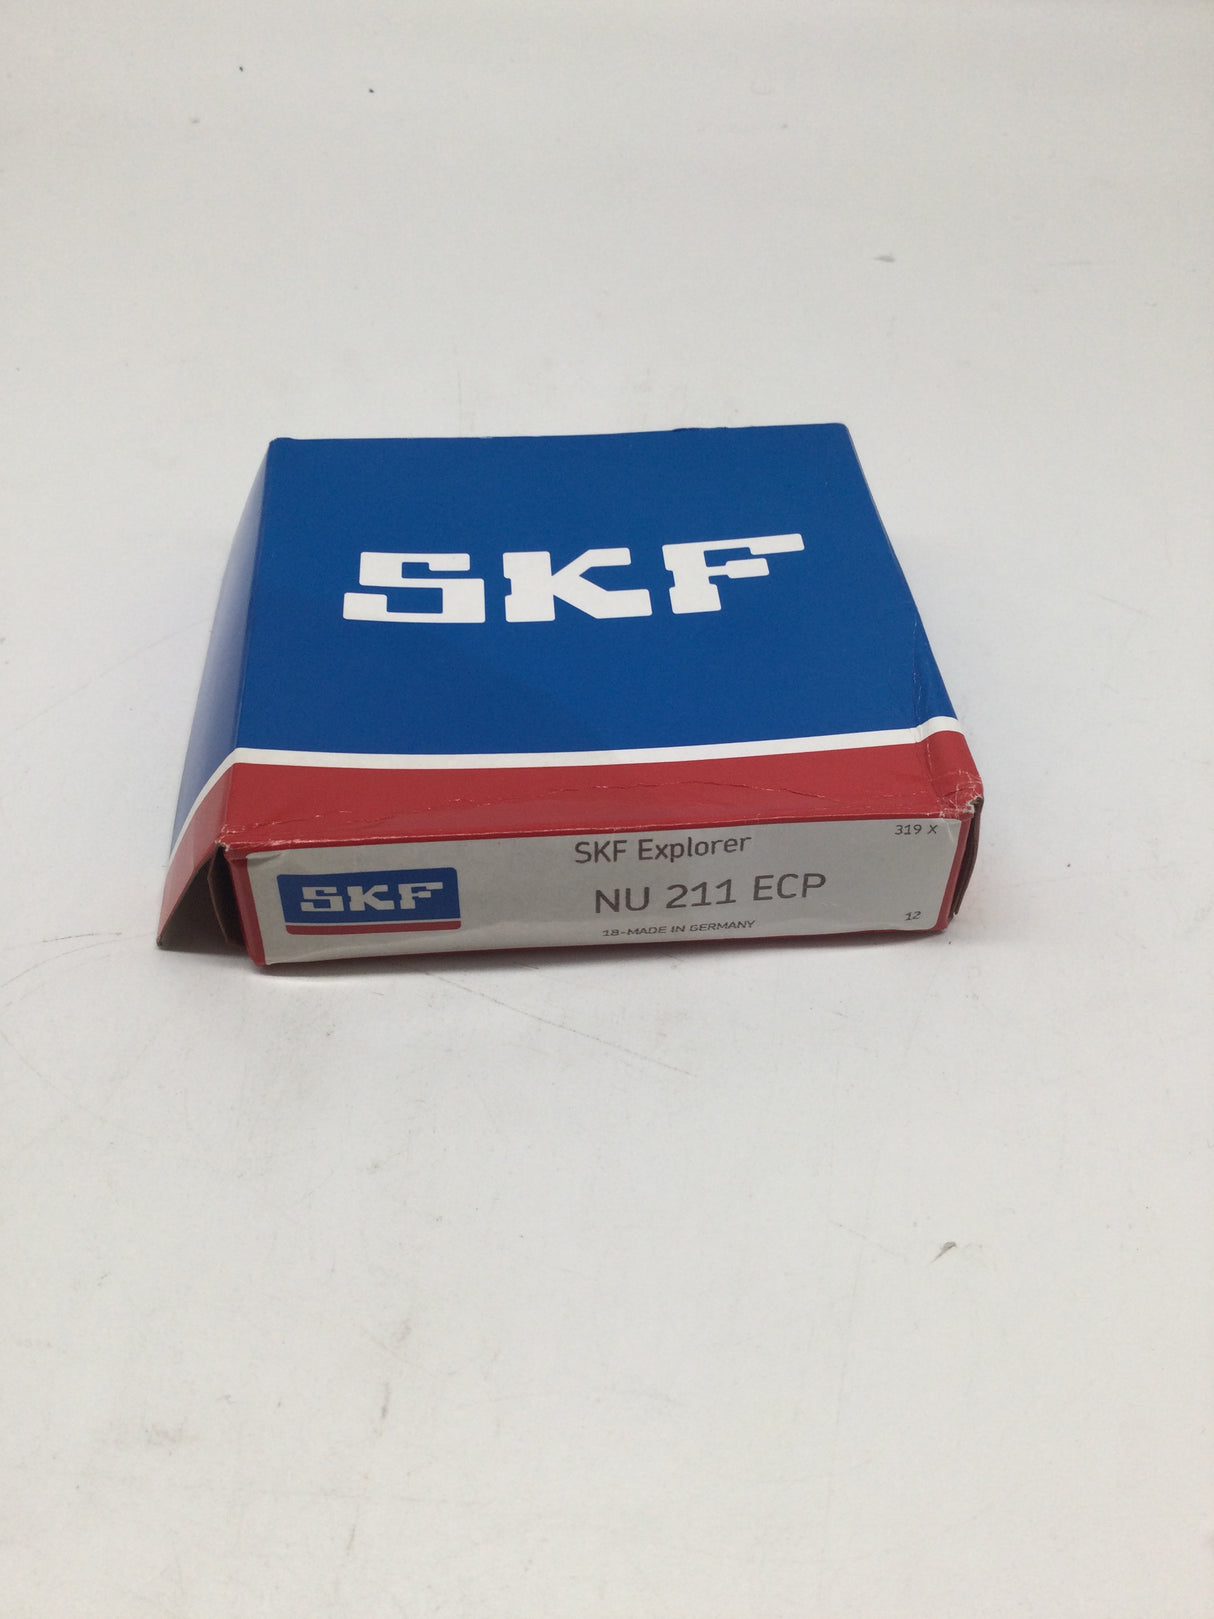 SKF
319 X
SKF Explorer
SKF
NU 211 ECP
12
18-MADE IN GERMANY